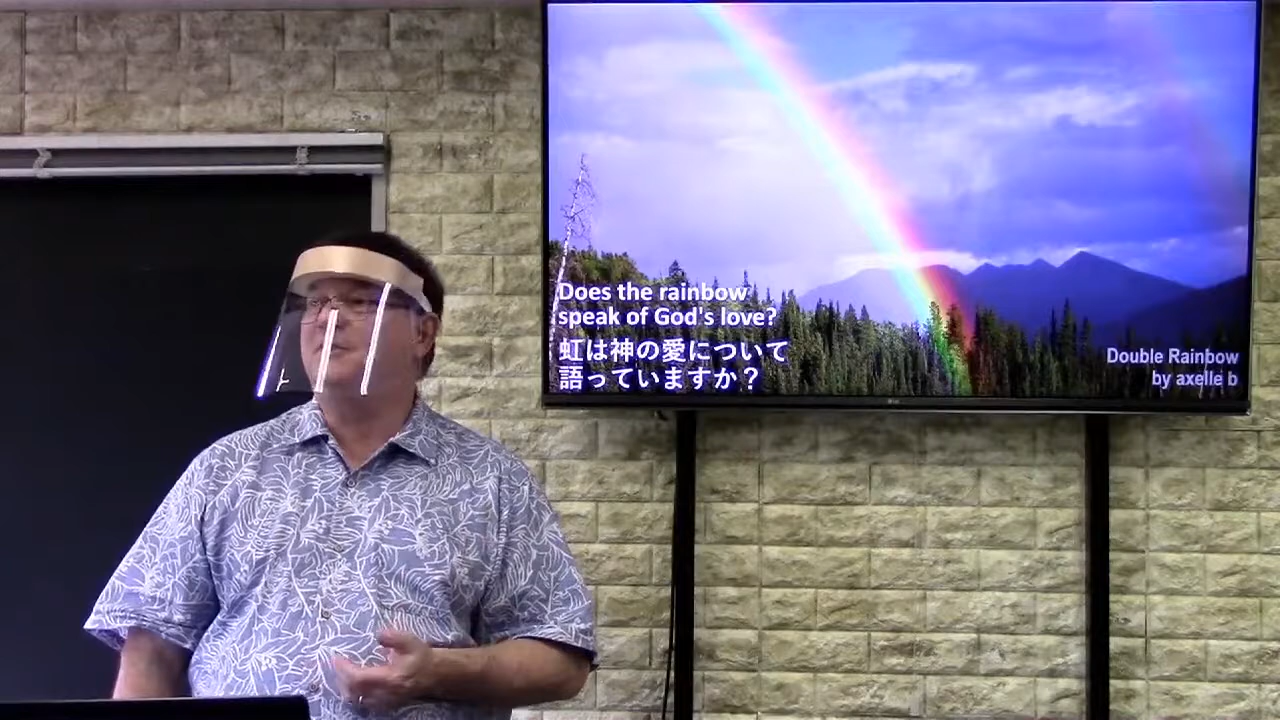 Does the rainbow
speak of God's love?
虹は神の愛について
語っていますか？
Double Rainbow
by axelle b